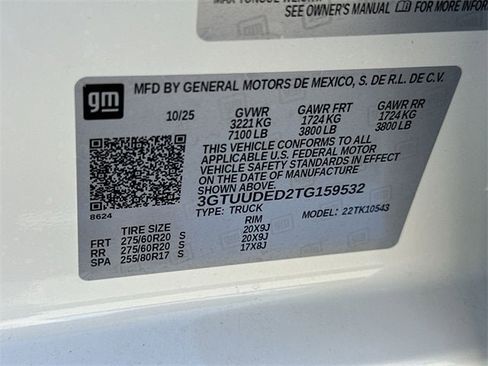 SEE OWNER'S MANUAL FOR MORE
gm
MFD BY GENERAL MOTORS DE MEXICO, S. DE R.L. DE C.V.
10/25 GVWR GAWR FRT GAWR RR
3221 KG 1724 KG 1724 KG
7100 LB 3800 LB 3800 LB
THIS VEHICLE CONFORMS TO ALL
APPLICABLE U.S. FEDERAL MOTOR
VEHICLE SAFETY STANDARDS IN EFFECT
ON THE DATE OF MANUFACTURE SHOWN ABOVE.
3GTUUDED2TG159532
8624
TYPE: TRUCK MODEL: 22TK10543
TIRE SIZE RIM
FRT 275/60R20 S 20X9J
RR 275/60R20 S 20X9J
SPA 255/80R17 S 17X8J